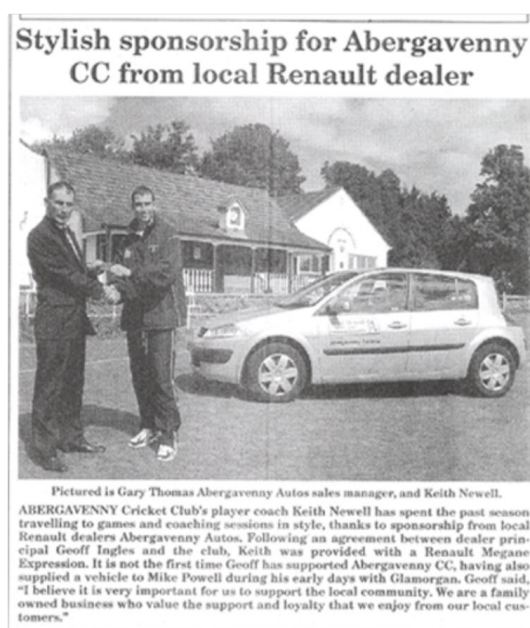 Stylish sponsorship for Abergavenny
CC from local Renault dealer
Pictured is Gary Thomas Abergavenny Autos sales manager, and Keith Newell.
ABERGAVENNY Cricket Club's player coach Keith Newell has spent the past season
travelling to games and coaching sessions in style, thanks to sponsorship from local
Renault dealers Abergavenny Autos. Following an agreement between dealer prin-
cipal Geoff Ingles and the club, Keith was provided with a Renault Megane
Expression. It is not the first time Geoff has supported Abergavenny CC, having also
supplied a vehicle to Mike Powell during his early days with Glamorgan. Geoff said,
"I believe it is very important for us to support the local community. We are a family
owned business who value the support and loyalty that we enjoy from our local cus-
tomers."